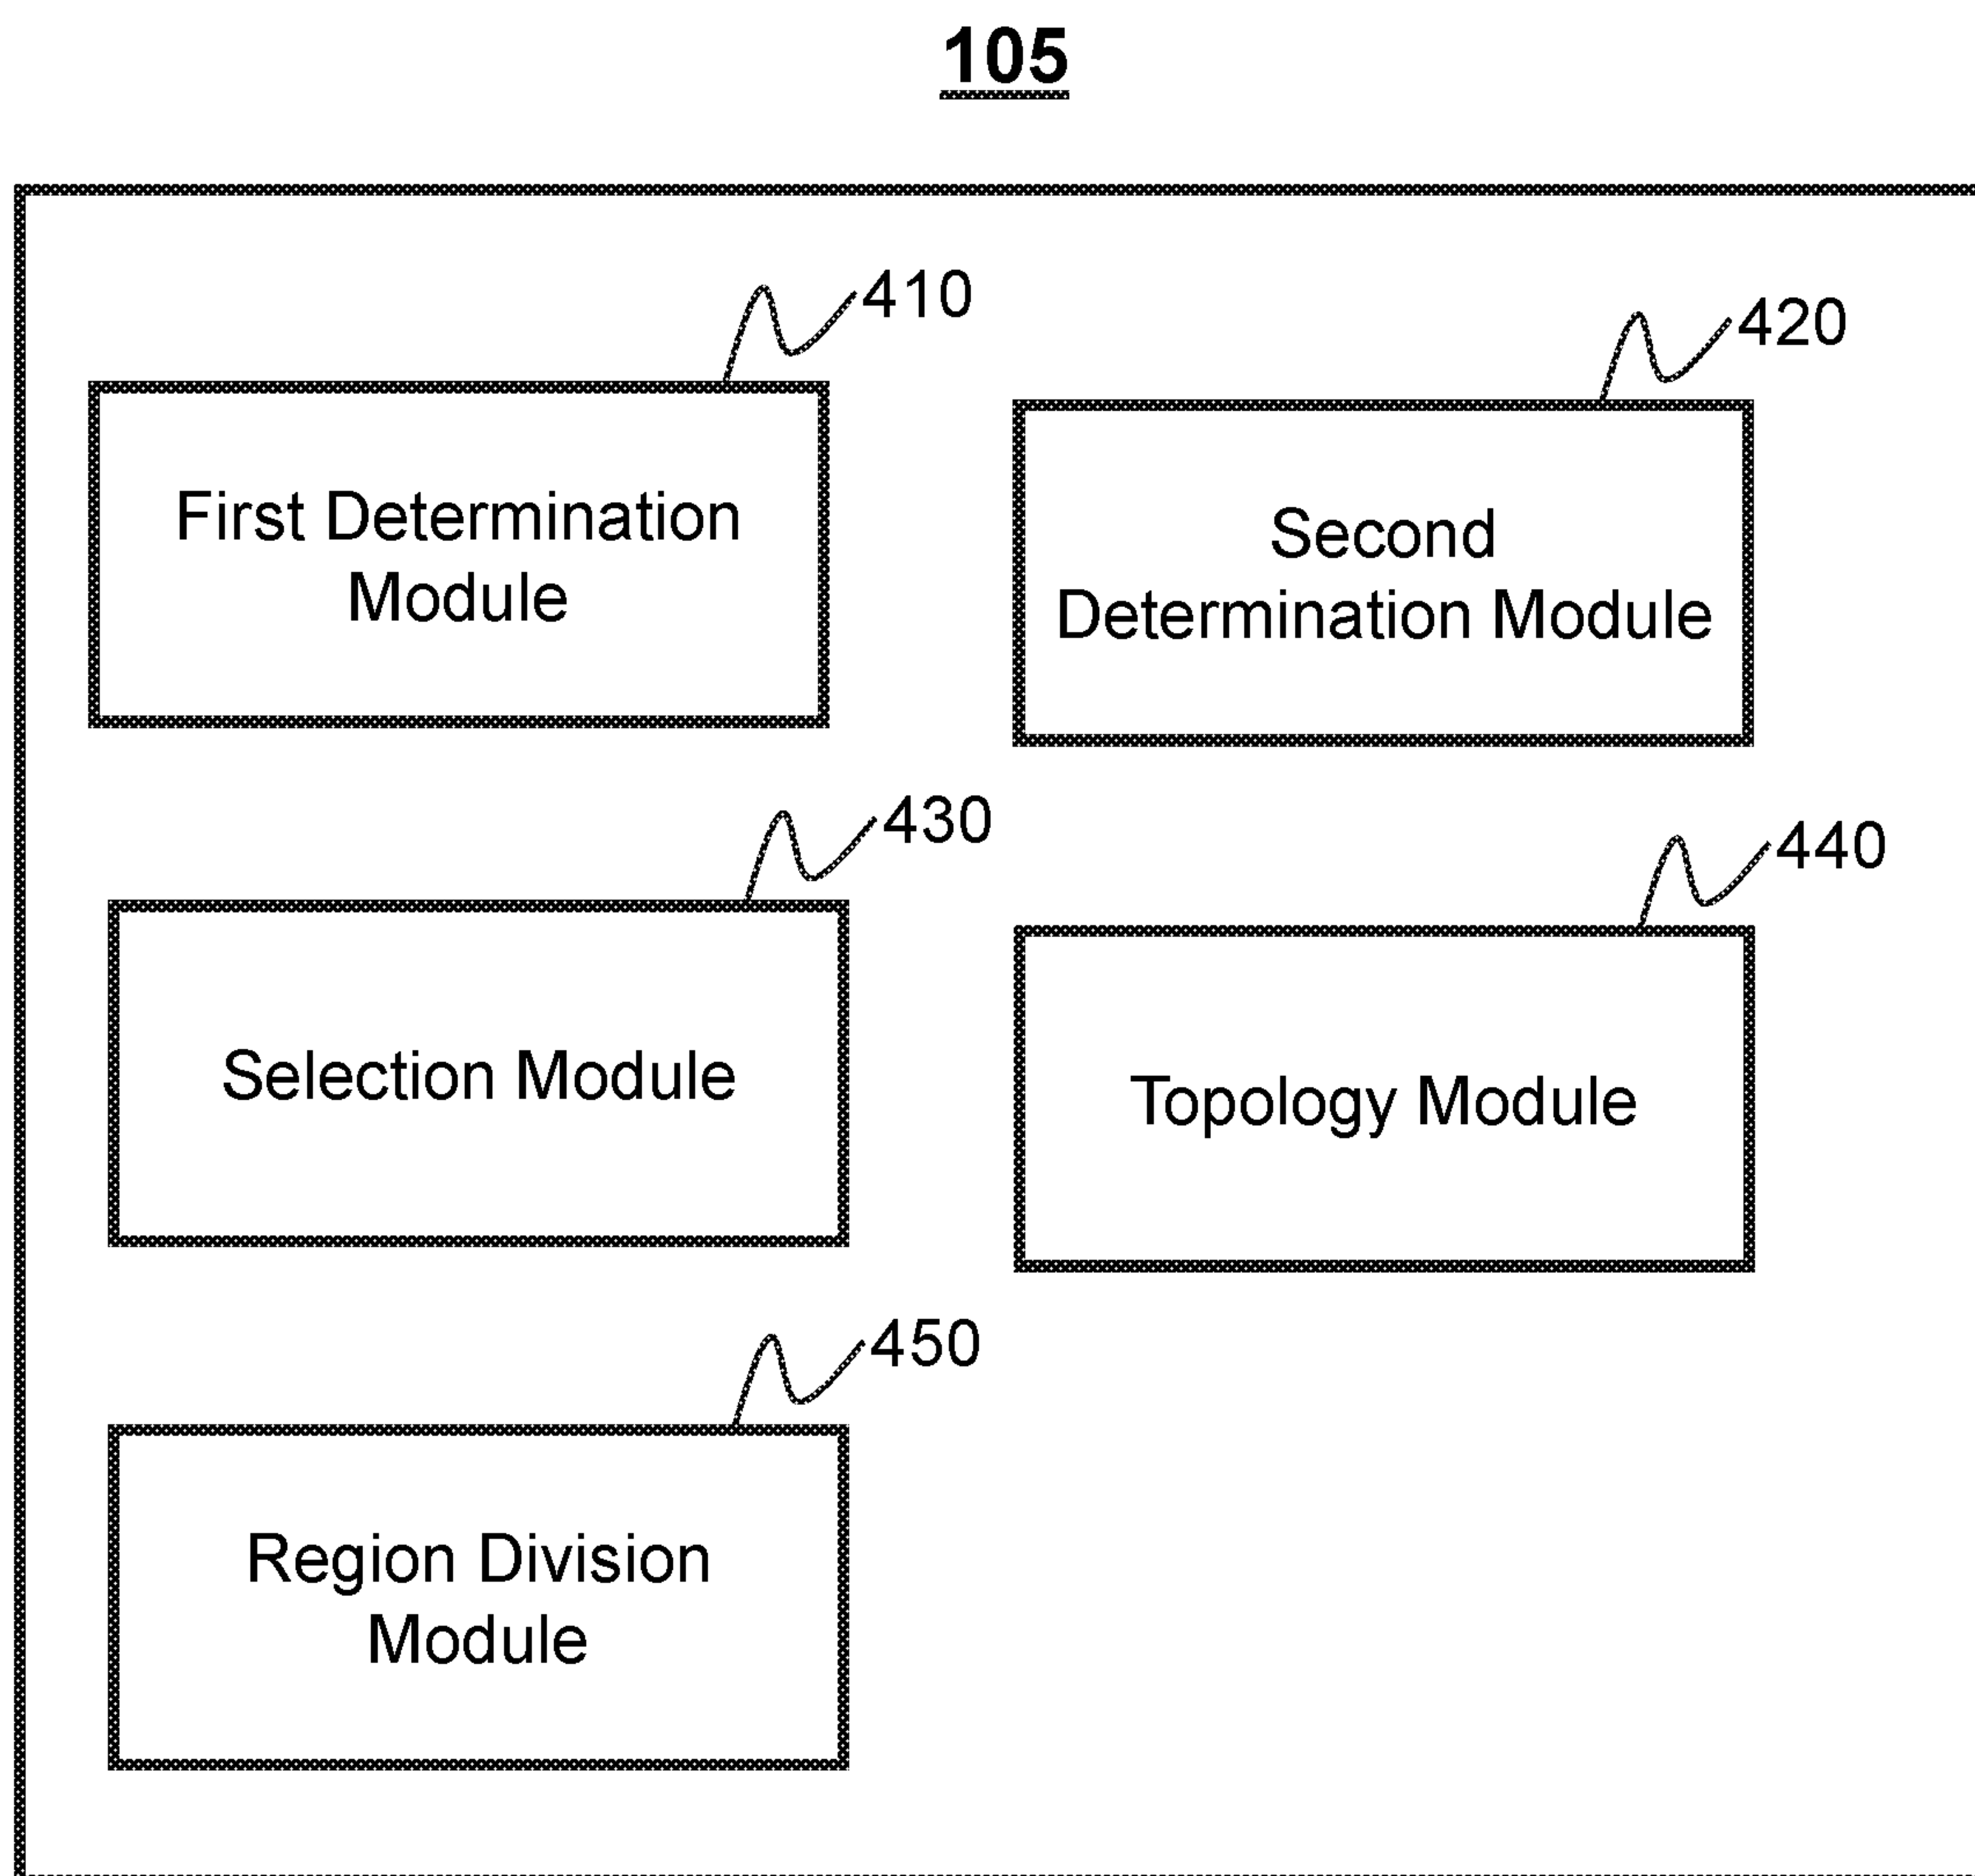 105
410
First Determination
Module
420
Second
Determination Module
430
Selection Module
440
Topology Module
450
Region Division
Module